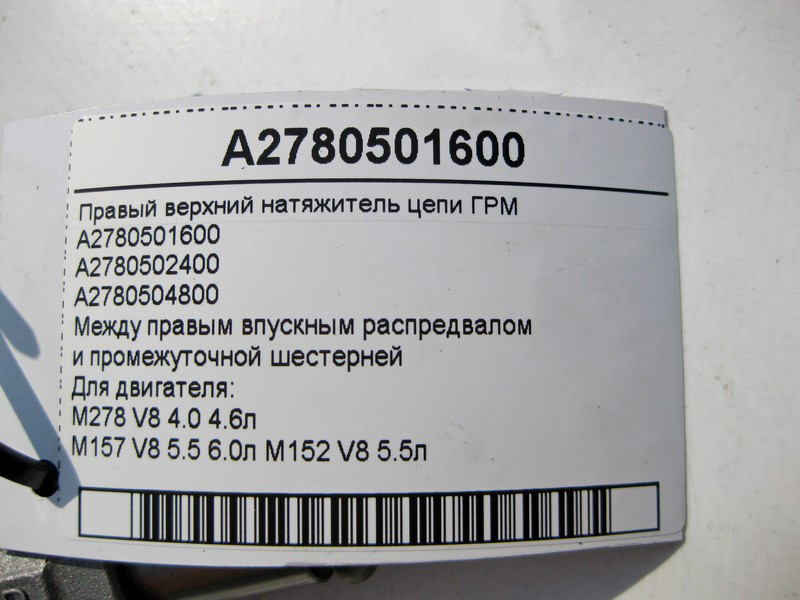 A2780501600
Правый верхний натяжитель цепи ГРМ
A2780501600
A2780502400
A2780504800
Между правым впускным распредвалом
и промежуточной шестерней
Для двигателя:
M278 V8 4.0 4.6л
M157 V8 5.5 6.0л M152 V8 5.5л